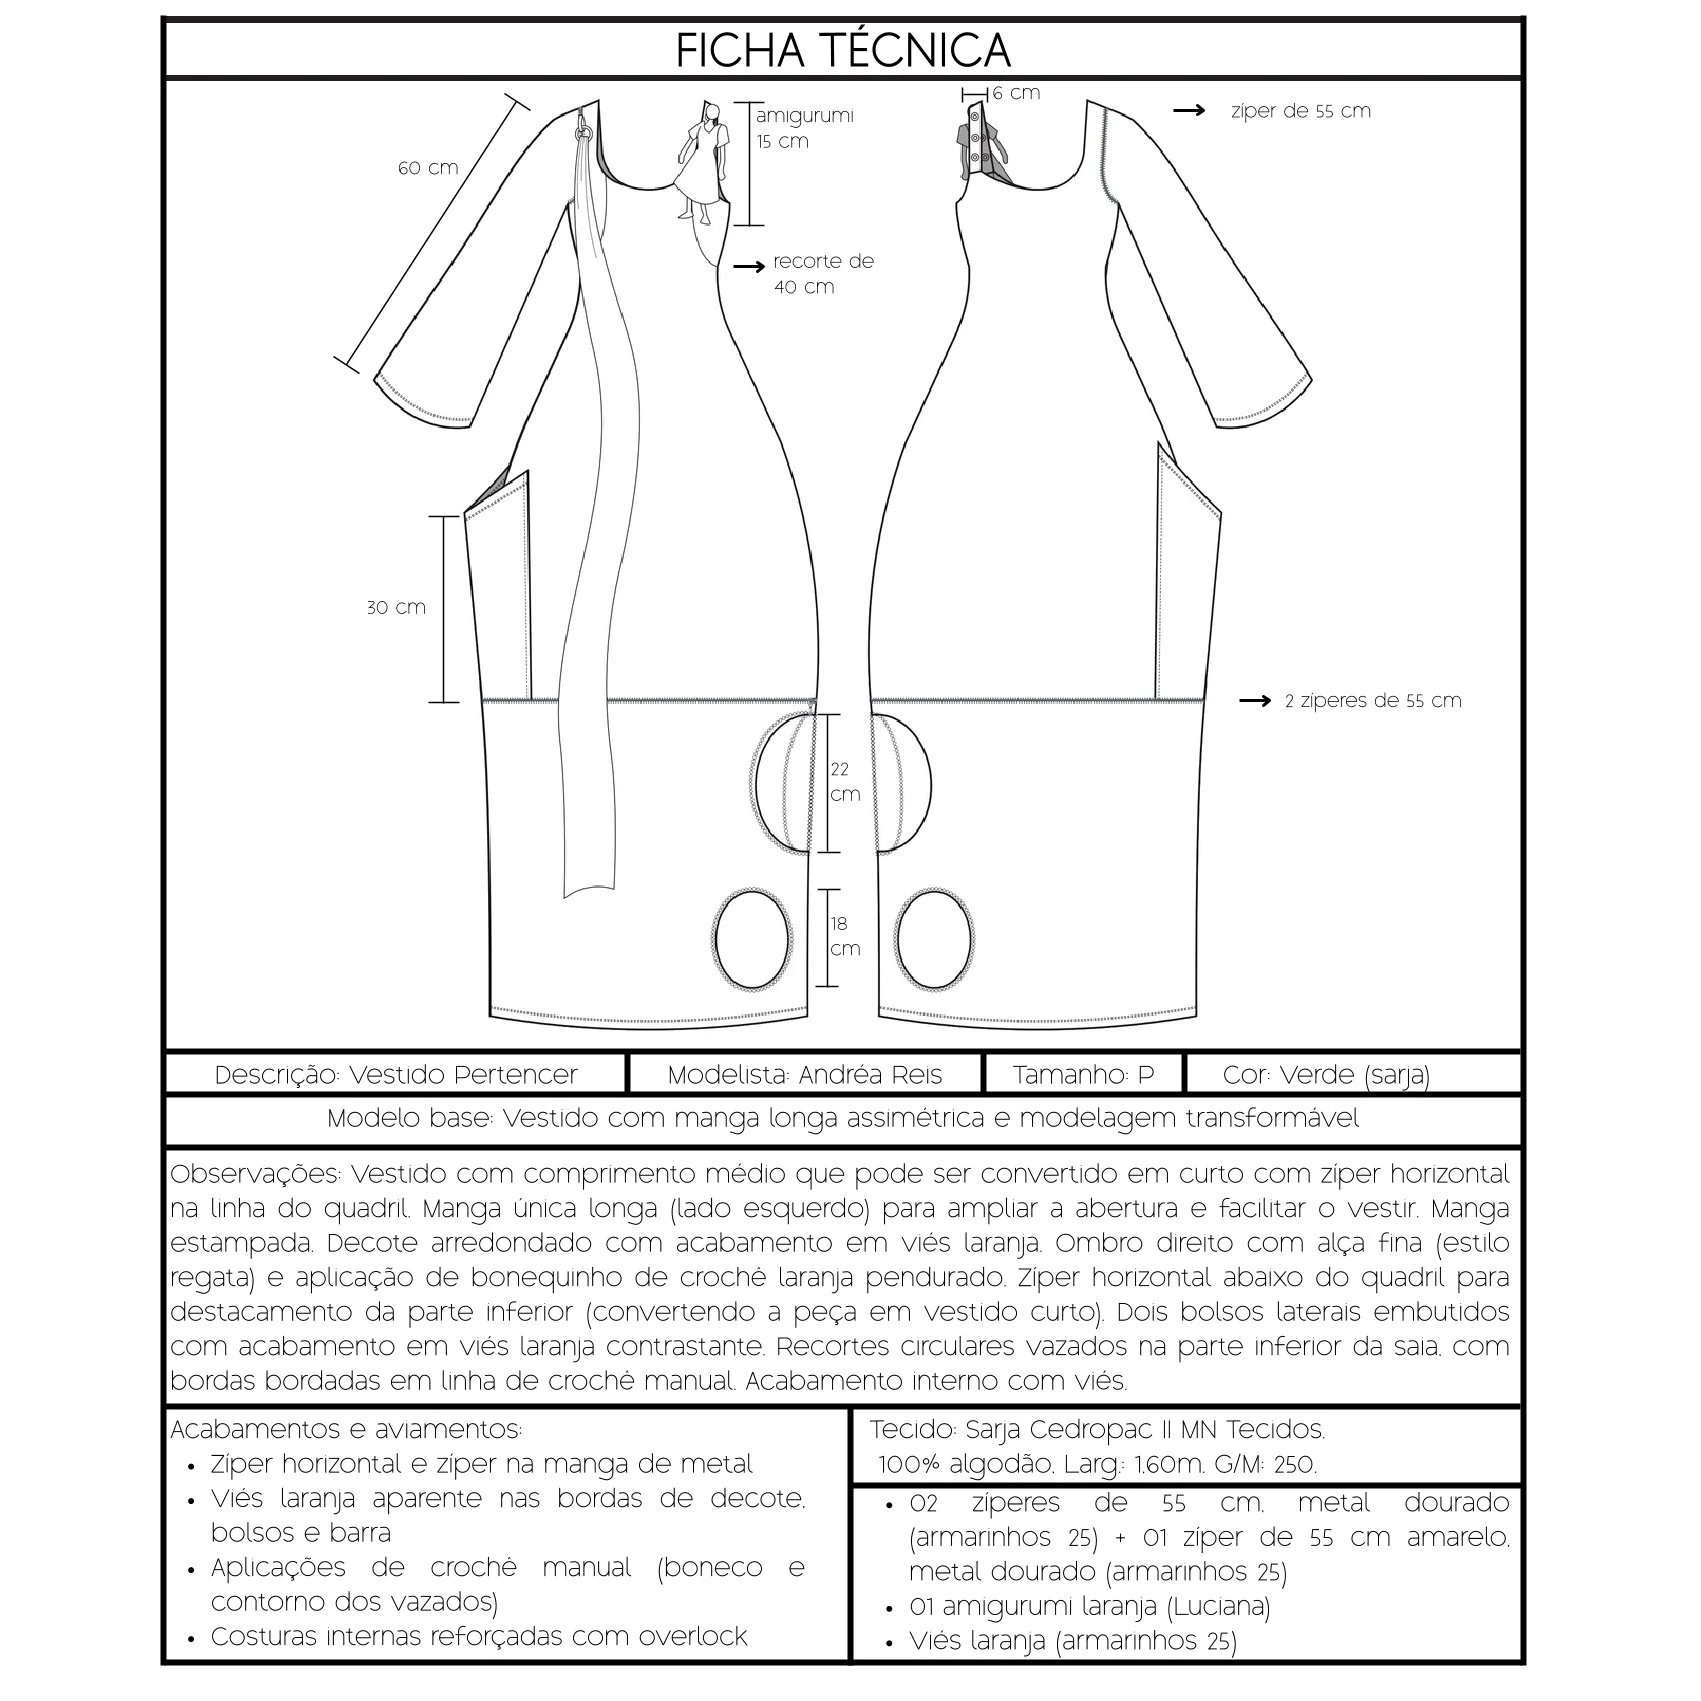 FICHA TÉCNICA
60 cm
amigurumi
15 cm
recorte de
40 cm
30 cm
22
cm
18
cm
6 cm
zíper de 55 cm
2 zíperes de 55 cm
Descrição: Vestido Pertencer
Modelista: Andréa Reis
Tamanho: P
Cor: Verde (sarja)
Modelo base: Vestido com manga longa assimétrica e modelagem transformável
Observações: Vestido com comprimento médio que pode ser convertido em curto com zíper horizontal
na linha do quadril. Manga única longa (lado esquerdo) para ampliar a abertura e facilitar o vestir. Manga
estampada. Decote arredondado com acabamento em viés laranja. Ombro direito com alça fina (estilo
regata) e aplicação de bonequinho de crochê laranja pendurado. Zíper horizontal abaixo do quadril para
destacamento da parte inferior (convertendo a peça em vestido curto). Dois bolsos laterais embutidos
com acabamento em viés laranja contrastante. Recortes circulares vazados na parte inferior da saia, com
bordas bordadas em linha de crochê manual. Acabamento interno com viés.
Acabamentos e aviamentos:
• Zíper horizontal e zíper na manga de metal
• Viés laranja aparente nas bordas de decote,
bolsos e barra
• Aplicações de crochê manual (boneco e
contorno dos vazados)
• Costuras internas reforçadas com overlock
Tecido: Sarja Cedropac II MN Tecidos.
100% algodão, Larg.: 1,60m. G/M: 250.
• 02 zíperes de 55 cm, metal dourado
(armarinhos 25) + 01 zíper de 55 cm amarelo,
metal dourado (armarinhos 25)
• 01 amigurumi laranja (Luciana)
• Viés laranja (armarinhos 25)